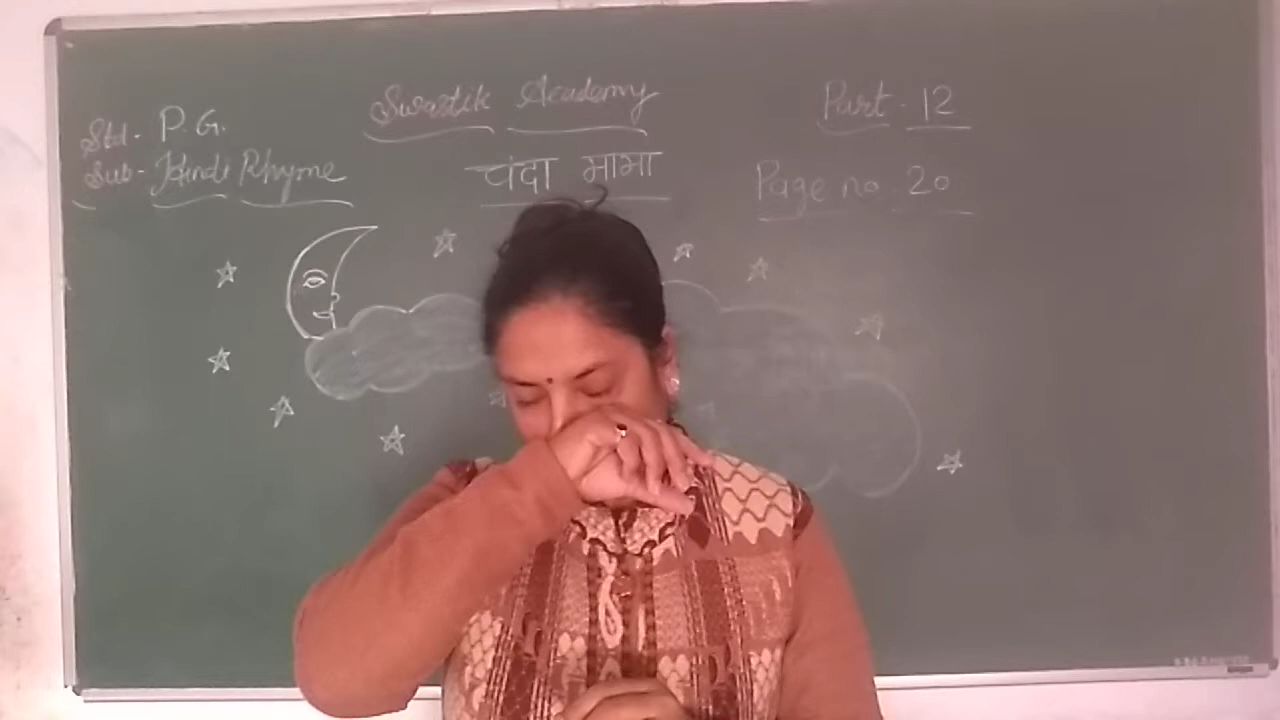 Swastik Academy
Std- P.G.
Sub- Hindi Rhyme
चंदा मामा
Part- 12
Page no. 20